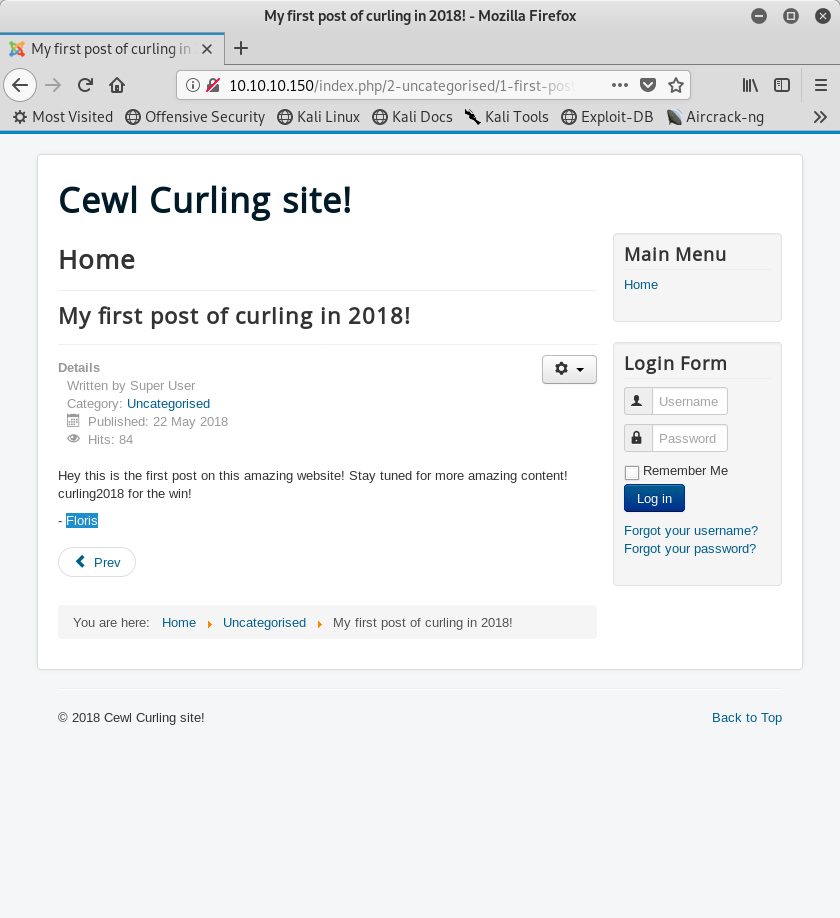 My first post of curling in 2018! - Mozilla Firefox
My first post of curling in
10.10.10.150/index.php/2-uncategorised/1-first-pos
Most Visited Offensive Security Kali Linux Kali Docs Kali Tools Exploit-DB Aircrack-ng
Cewl Curling site!
Home
My first post of curling in 2018!
Details
Written by Super User
Category: Uncategorised
Published: 22 May 2018
Hits: 84
Hey this is the first post on this amazing website! Stay tuned for more amazing content!
curling2018 for the win!
- Floris
Prev
You are here: Home Uncategorised My first post of curling in 2018!
Main Menu
Home
Login Form
Username
Password
Remember Me
Log in
Forgot your username?
Forgot your password?
© 2018 Cewl Curling site!
Back to Top